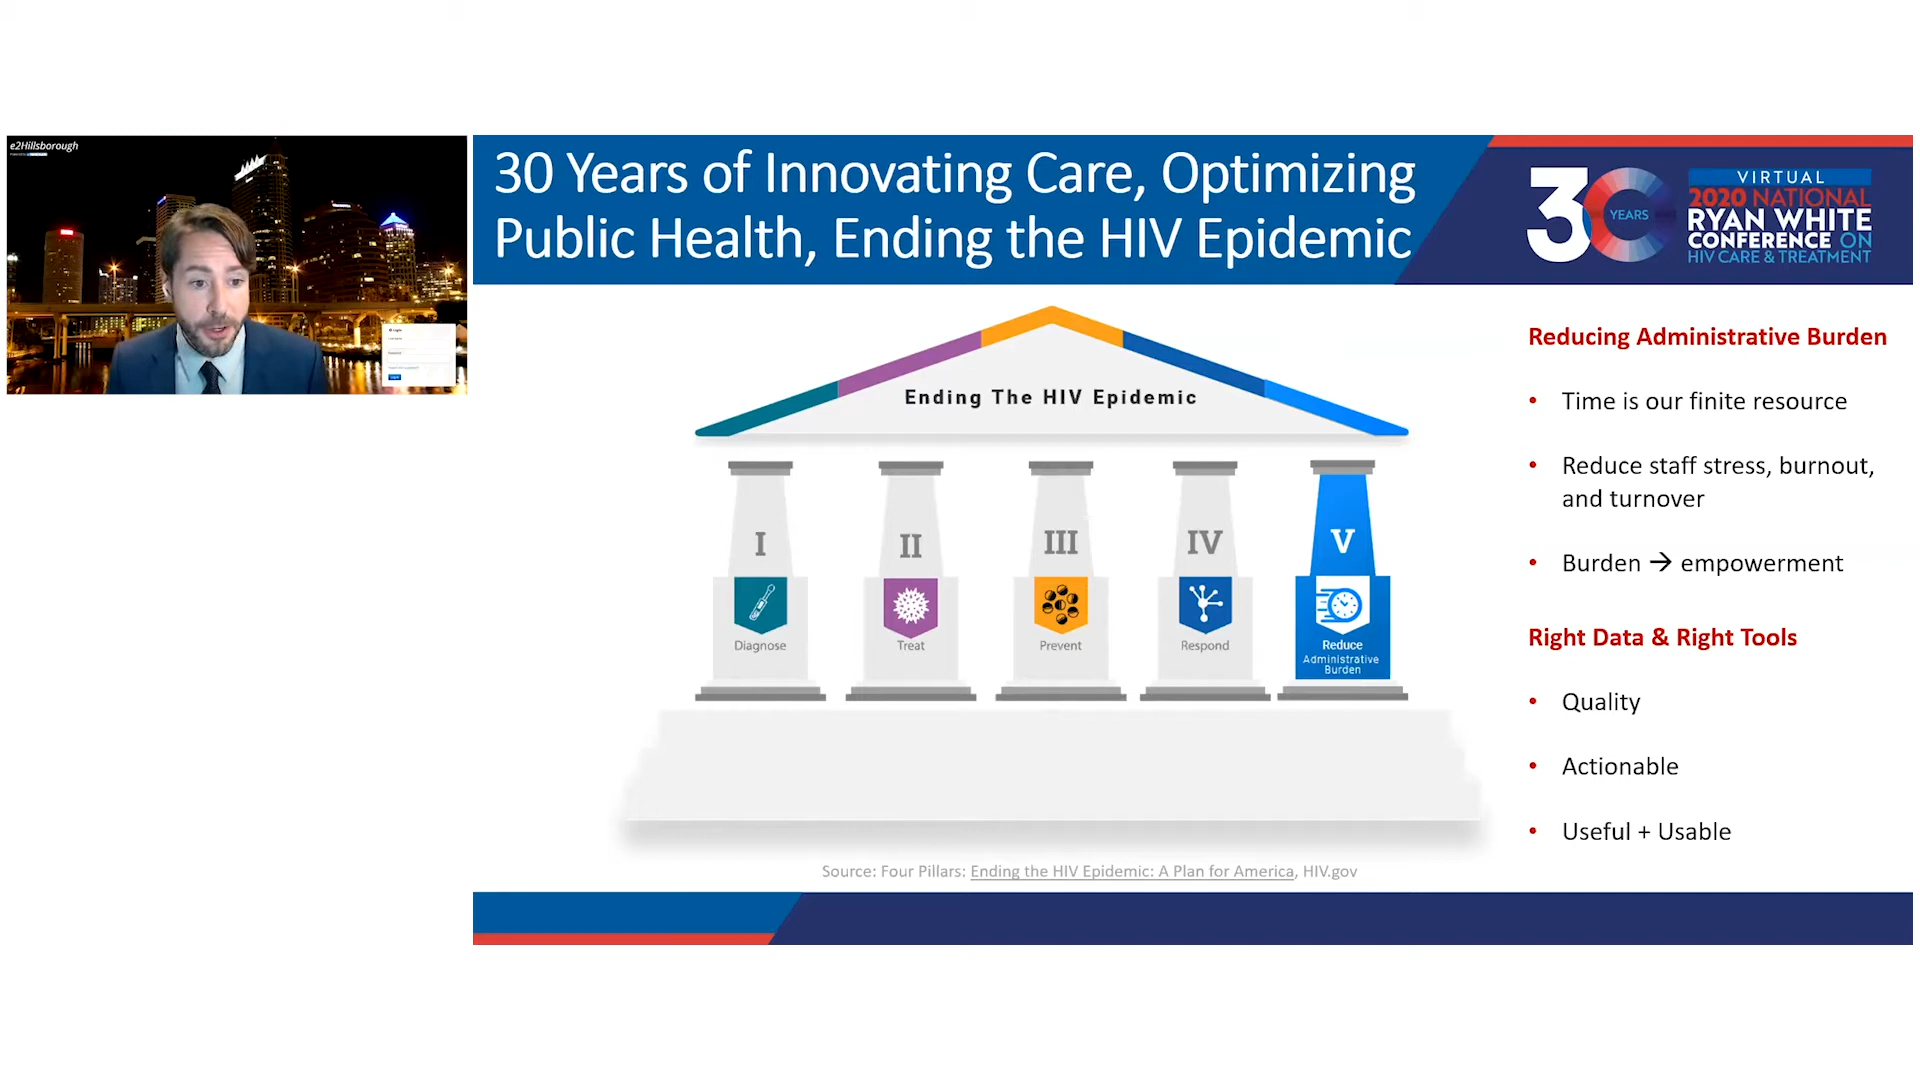 e2Hillsborough
30 Years of Innovating Care, Optimizing
Public Health, Ending the HIV Epidemic
30
YEARS
VIRTUAL
2020 NATIONAL
RYAN WHITE
CONFERENCE ON
HIV CARE & TREATMENT
Ending The HIV Epidemic
I
Diagnose
II
Treat
III
Prevent
IV
Respond
V
Reduce
Administrative
Burden
Source: Four Pillars: Ending the HIV Epidemic: A Plan for America, HIV.gov
Reducing Administrative Burden
• Time is our finite resource
• Reduce staff stress, burnout,
and turnover
• Burden → empowerment
Right Data & Right Tools
• Quality
• Actionable
• Useful + Usable